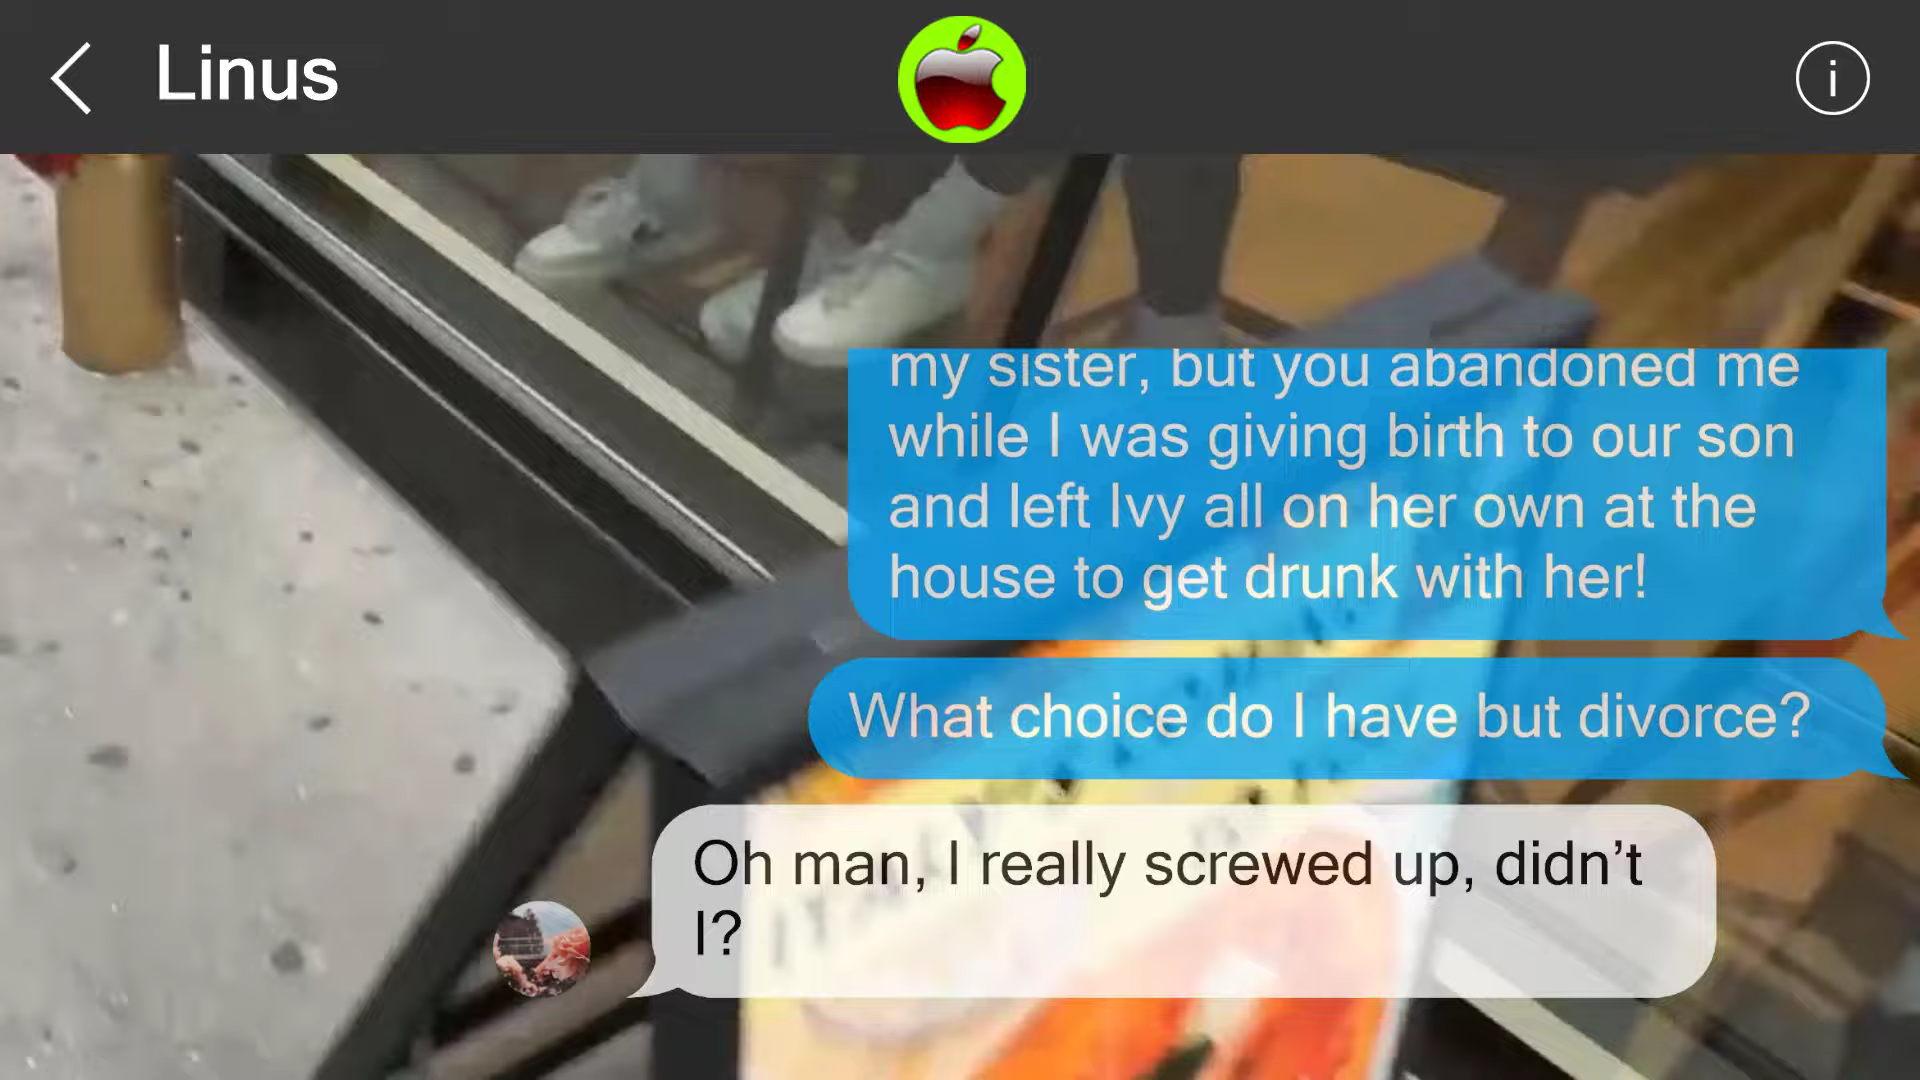 Linus
my sister, but you abandoned me
while I was giving birth to our son
and left Ivy all on her own at the
house to get drunk with her!
What choice do I have but divorce?
Oh man, I really screwed up, didn’t
I?